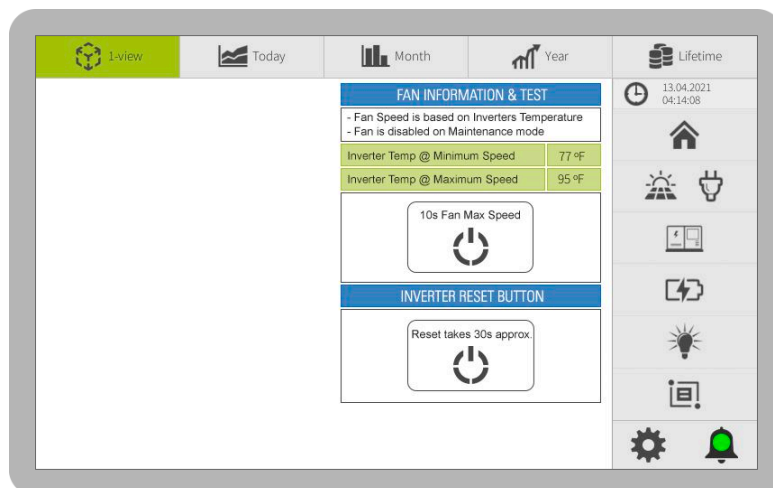 1-view
Today
Month
Year
Lifetime
13.04.2021
04:14:08
FAN INFORMATION & TEST
- Fan Speed is based on Inverters Temperature
- Fan is disabled on Maintenance mode
Inverter Temp @ Minimum Speed 77 ºF
Inverter Temp @ Maximum Speed 95 ºF
10s Fan Max Speed
INVERTER RESET BUTTON
Reset takes 30s approx.